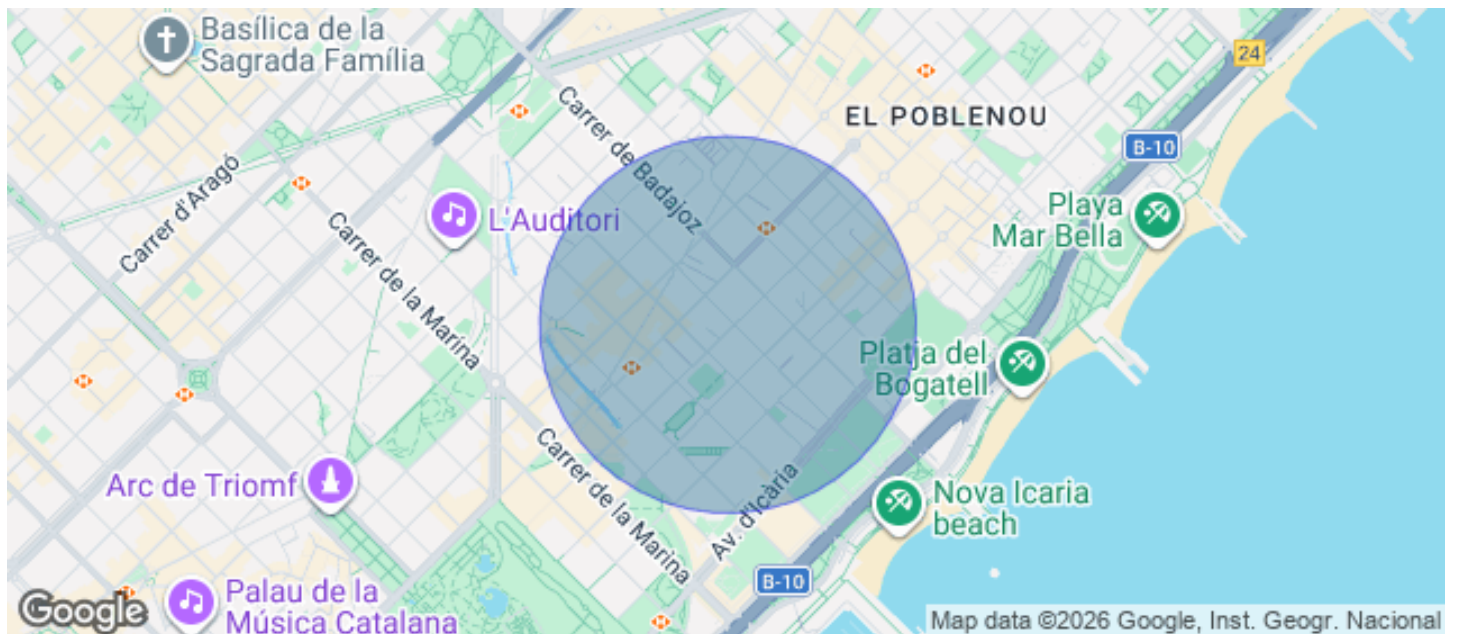 Basílica de la
Sagrada Família
24
Carrer de Badajoz
EL POBLENOU
B-10
Carrer d'Aragó
Playa
Mar Bella
L'Auditori
Carrer de la Marina
Platja del
Bogatell
Carrer de la Marina
Arc de Triomf
Av. d'Icària
Nova Icaria
beach
B-10
Palau de la
Música Catalana
Google
Map data ©2026 Google, Inst. Geogr. Nacional